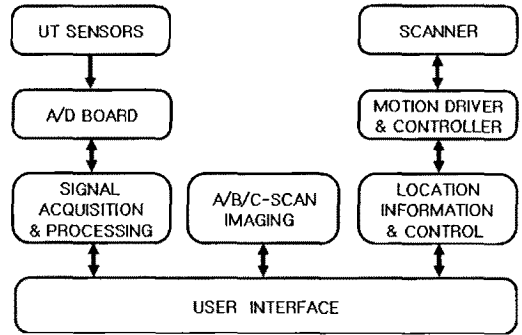 UT SENSORS
SCANNER
A/D BOARD
MOTION DRIVER
& CONTROLLER
SIGNAL
ACQUISITION
& PROCESSING
A/B/C-SCAN
IMAGING
LOCATION
INFORMATION
& CONTROL
USER INTERFACE